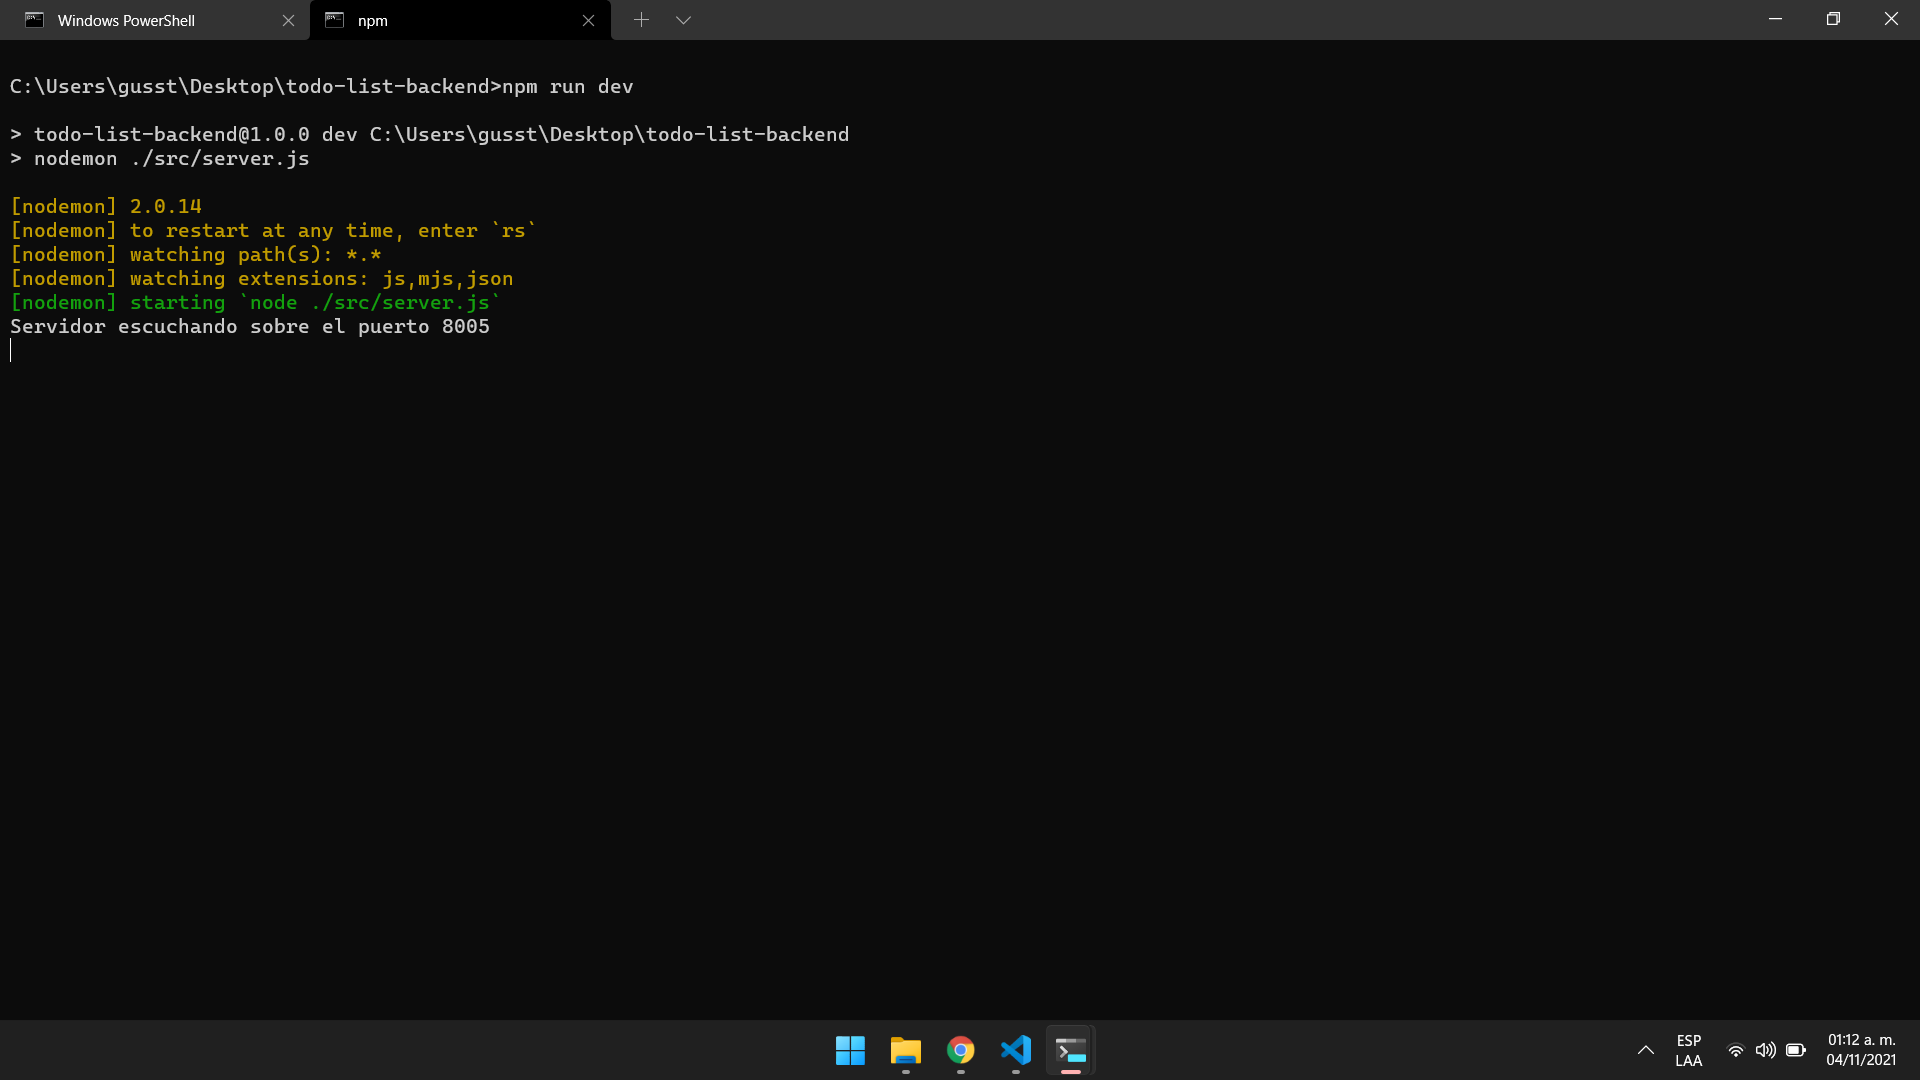 Windows PowerShell
npm
C:\Users\gusst\Desktop\todo-list-backend>npm run dev
> todo-list-backend@1.0.0 dev C:\Users\gusst\Desktop\todo-list-backend
> nodemon ./src/server.js
[nodemon] 2.0.14
[nodemon] to restart at any time, enter `rs`
[nodemon] watching path(s): *.*
[nodemon] watching extensions: js,mjs,json
[nodemon] starting `node ./src/server.js`
Servidor escuchando sobre el puerto 8005
ESP
LAA
01:12 a. m.
04/11/2021